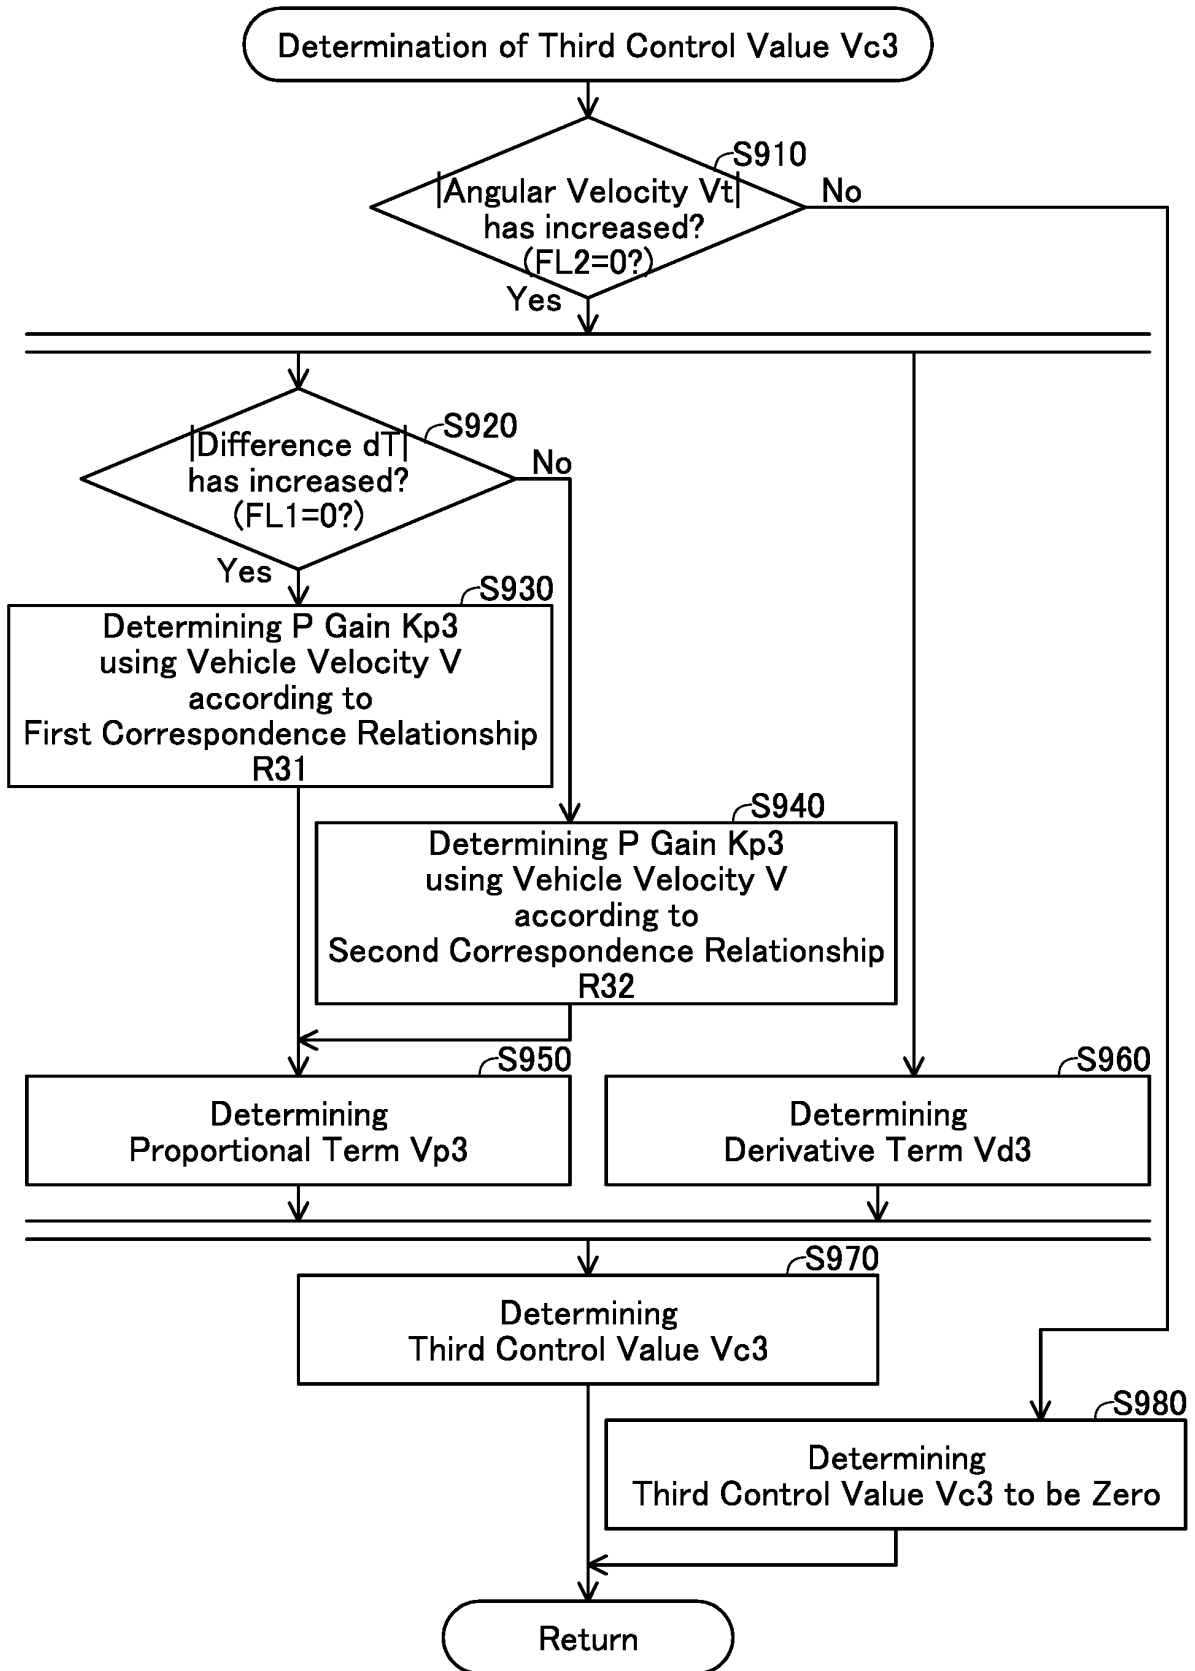 Determination of Third Control Value Vc3
S910
|Angular Velocity Vt|
has increased?
(FL2=0?)
No
Yes
S920
|Difference dT|
has increased?
(FL1=0?)
No
Yes
S930
Determining P Gain Kp3
using Vehicle Velocity V
according to
First Correspondence Relationship
R31
S940
Determining P Gain Kp3
using Vehicle Velocity V
according to
Second Correspondence Relationship
R32
S950
Determining
Proportional Term Vp3
S960
Determining
Derivative Term Vd3
S970
Determining
Third Control Value Vc3
S980
Determining
Third Control Value Vc3 to be Zero
Return